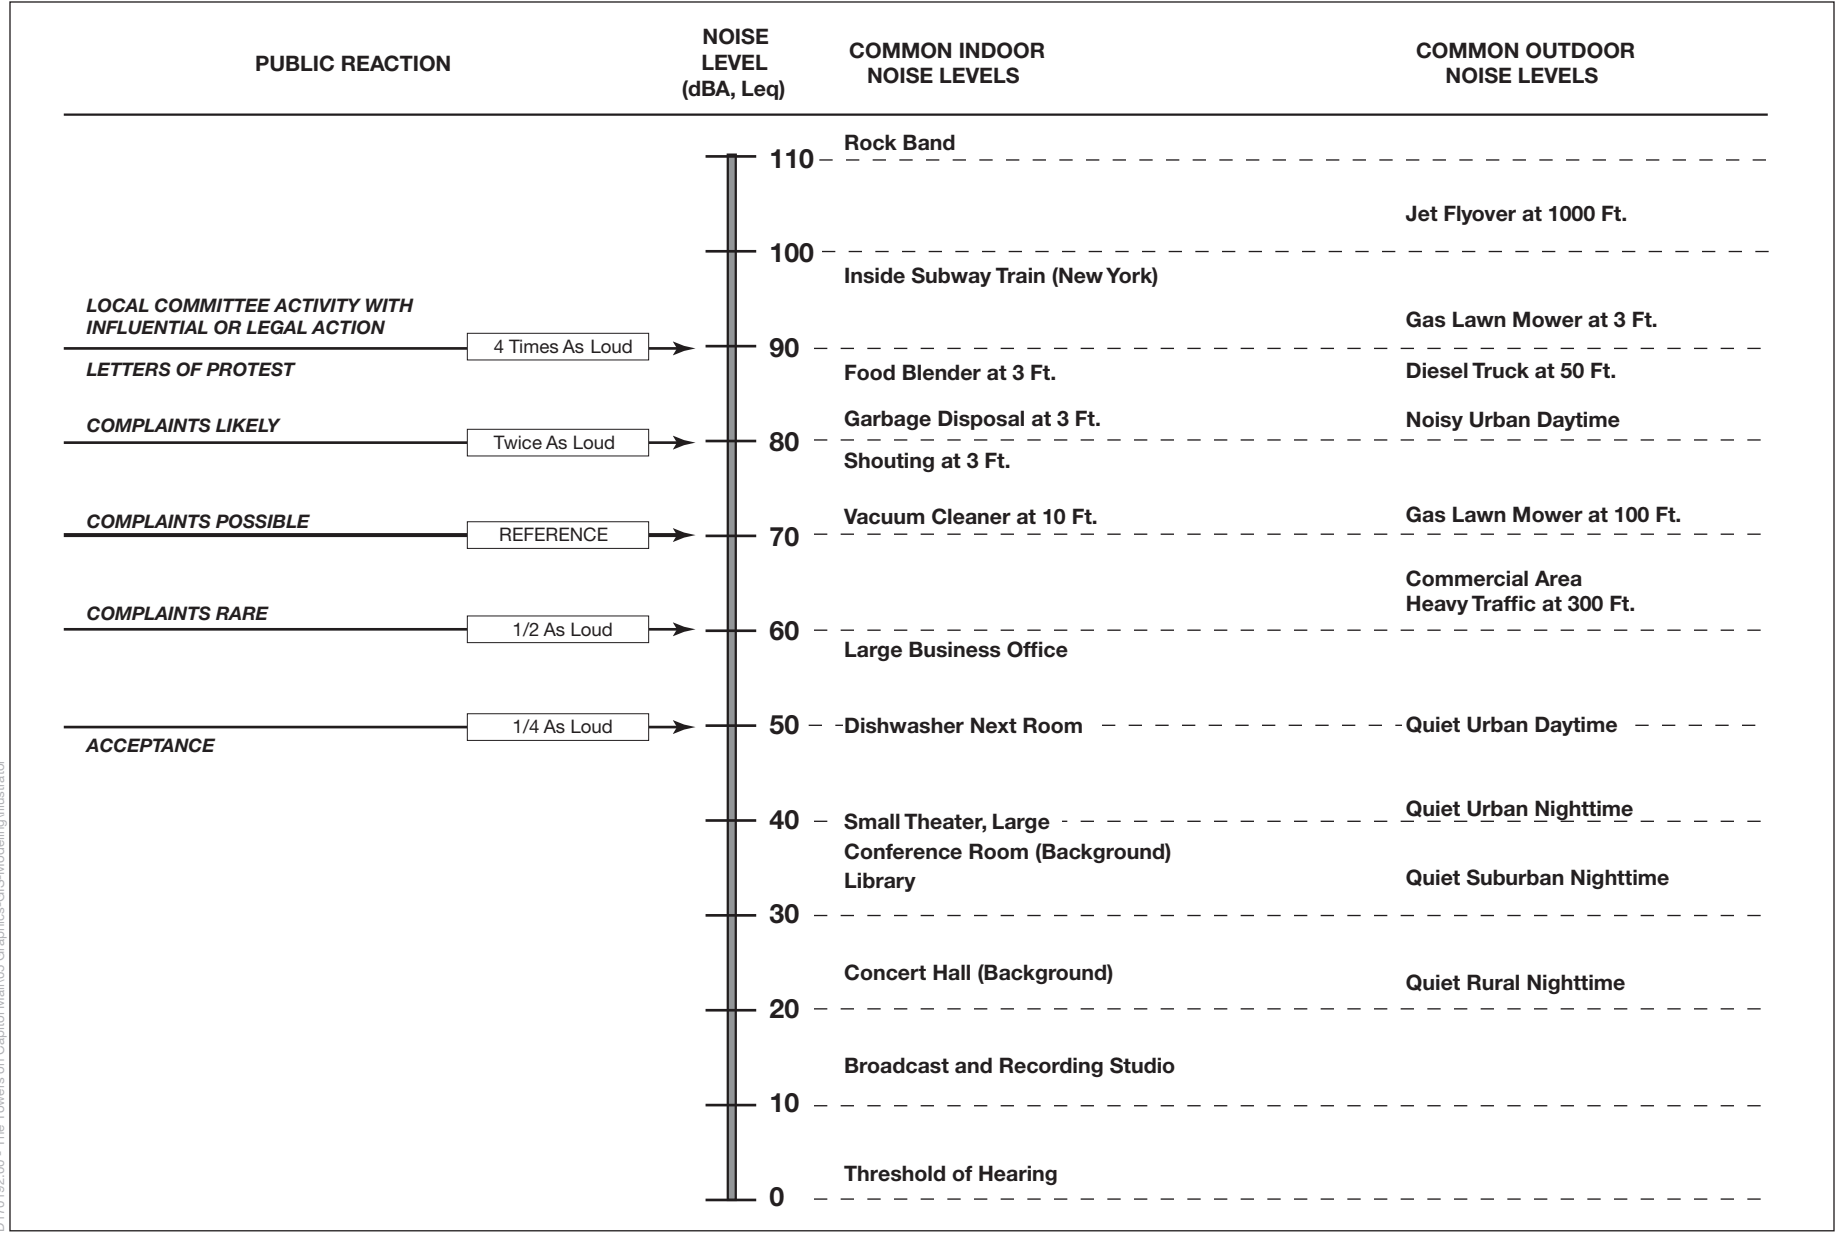 PUBLIC REACTION
NOISE
LEVEL
(dBA, Leq)
COMMON INDOOR
NOISE LEVELS
COMMON OUTDOOR
NOISE LEVELS
110
Rock Band
Jet Flyover at 1000 Ft.
100
Inside Subway Train (New York)
LOCAL COMMITTEE ACTIVITY WITH
INFLUENTIAL OR LEGAL ACTION
Gas Lawn Mower at 3 Ft.
4 Times As Loud
90
LETTERS OF PROTEST
Food Blender at 3 Ft.
Diesel Truck at 50 Ft.
COMPLAINTS LIKELY
Garbage Disposal at 3 Ft.
Noisy Urban Daytime
Twice As Loud
80
Shouting at 3 Ft.
COMPLAINTS POSSIBLE
Vacuum Cleaner at 10 Ft.
Gas Lawn Mower at 100 Ft.
REFERENCE
70
Commercial Area
Heavy Traffic at 300 Ft.
COMPLAINTS RARE
1/2 As Loud
60
Large Business Office
1/4 As Loud
50
Dishwasher Next Room
Quiet Urban Daytime
ACCEPTANCE
Quiet Urban Nighttime
40
Small Theater, Large
Conference Room (Background)
Library
Quiet Suburban Nighttime
30
Concert Hall (Background)
Quiet Rural Nighttime
20
Broadcast and Recording Studio
10
Threshold of Hearing
0